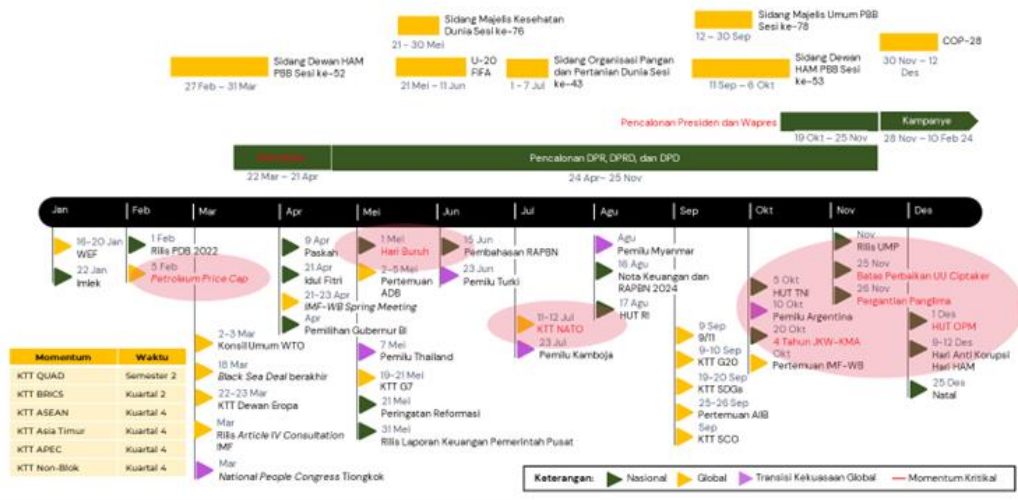 Sidang Majelis Kesehatan
Dunia Sesi ke-76
21 - 30 Mei
Sidang Majelis Umum PBB
Sesi ke-78
12 - 30 Sep
COP-28
30 Nov - 12
Des
Sidang Dewan HAM
PBB Sesi ke-52
27 Feb - 31 Mar
U-20
FIFA
21 Mei - 11 Jun
Sidang Organisasi Pangan
dan Pertanian Dunia Sesi
ke-43
1 - 7 Jul
Sidang Dewan
HAM PBB Sesi
ke-53
11 Sep - 6 Okt
Pencalonan Presiden dan Wapres
19 Okt - 25 Nov
Kampanye
28 Nov - 10 Feb 24
22 Mar - 21 Apr
Pencalonan DPR, DPRD, dan DPD
24 Apr- 25 Nov
Jan
Feb
Mar
Apr
Mei
Jun
Jul
Agu
Sep
Okt
Nov
Des
16-20 Jan
WEF
22 Jan
Imlek
1 Feb
Rilis PDB 2022
5 Feb
Petroleum Price Cap
2-3 Mar
Konsil Umum WTO
18 Mar
Black Sea Deal berakhir
22-23 Mar
KTT Dewan Eropa
Mar
Rilis Article IV Consultation
IMF
Mar
National People Congress Tiongkok
9 Apr
Paskah
21 Apr
Idul Fitri
21-23 Apr
IMF-WB Spring Meeting
Apr
Pemilihan Gubernur BI
1 Mei
Hari Buruh
2-5 Mei
Pertemuan
ADB
7 Mei
Pemilu Thailand
19-21 Mei
KTT G7
21 Mei
Peringatan Reformasi
31 Mei
Rilis Laporan Keuangan Pemerintah Pusat
15 Jun
Pembahasan RAPBN
23 Jun
Pemilu Turki
11-12 Jul
KTT NATO
23 Jul
Pemilu Kamboja
Agu
Pemilu Myanmar
16 Agu
Nota Keuangan dan
RAPBN 2024
17 Agu
HUT RI
9 Sep
9/11
9-10 Sep
KTT G20
19-20 Sep
KTT SDGs
25-26 Sep
Pertemuan AIB
Sep
KTT SCO
5 Okt
HUT TNI
10 Okt
Pemilu Argentina
20 Okt
4 Tahun JKW-KMA
Okt
Pertemuan IMF-WB
Nov
Rilis UMP
25 Nov
Batas Perbaikan UU Ciptaker
26 Nov
Pergantian Panglima
1 Des
HUT OPM
9-12 Des
Hari Anti Korupsi
Hari HAM
25 Des
Natal
Momentum Waktu
KTT QUAD Semester 2
KTT BRICS Kuartal 2
KTT ASEAN Kuartal 4
KTT Asia Timur Kuartal 4
KTT APEC Kuartal 4
KTT Non-Blok Kuartal 4
Keterangan: Nasional Global Transisi Kekuasaan Global Momentum Kritikal